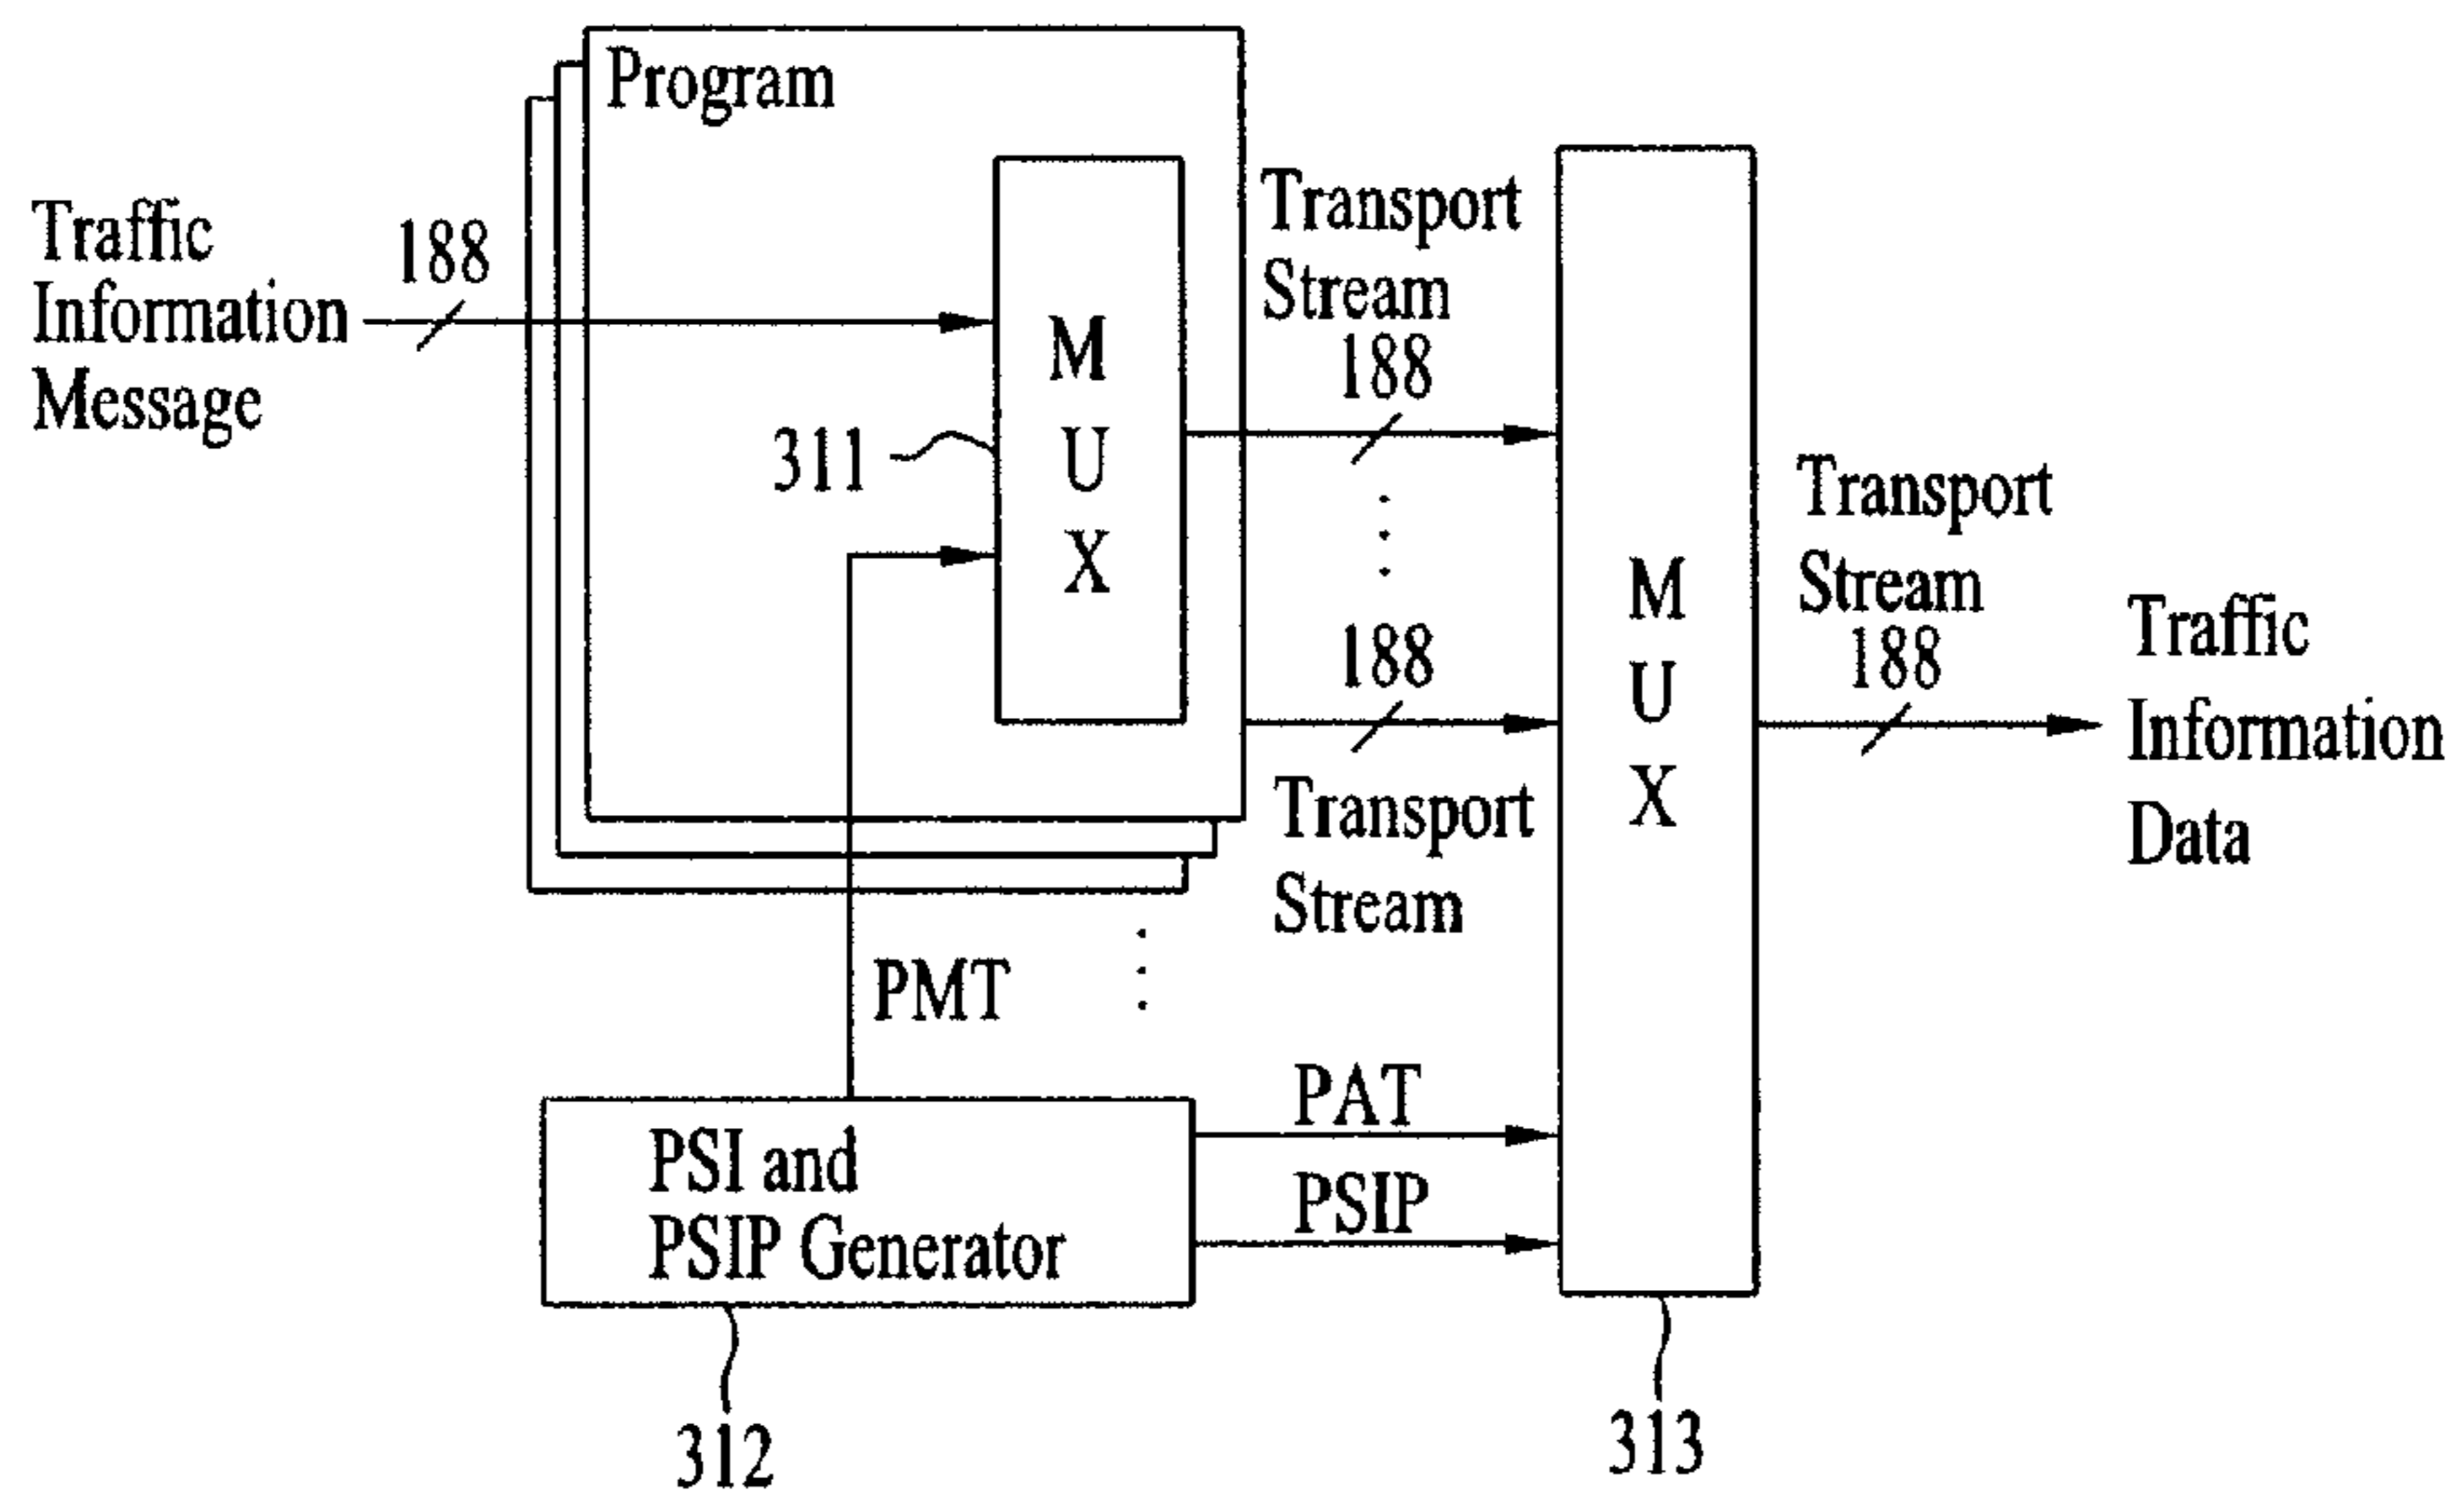 Program
Traffic
Information
Message
188
M
U
X
311
Transport
Stream
188
188
Transport
Stream
M
U
X
Transport
Stream
188
Traffic
Information
Data
PMT
PSI and
PSIP Generator
PAT
PSIP
312
313